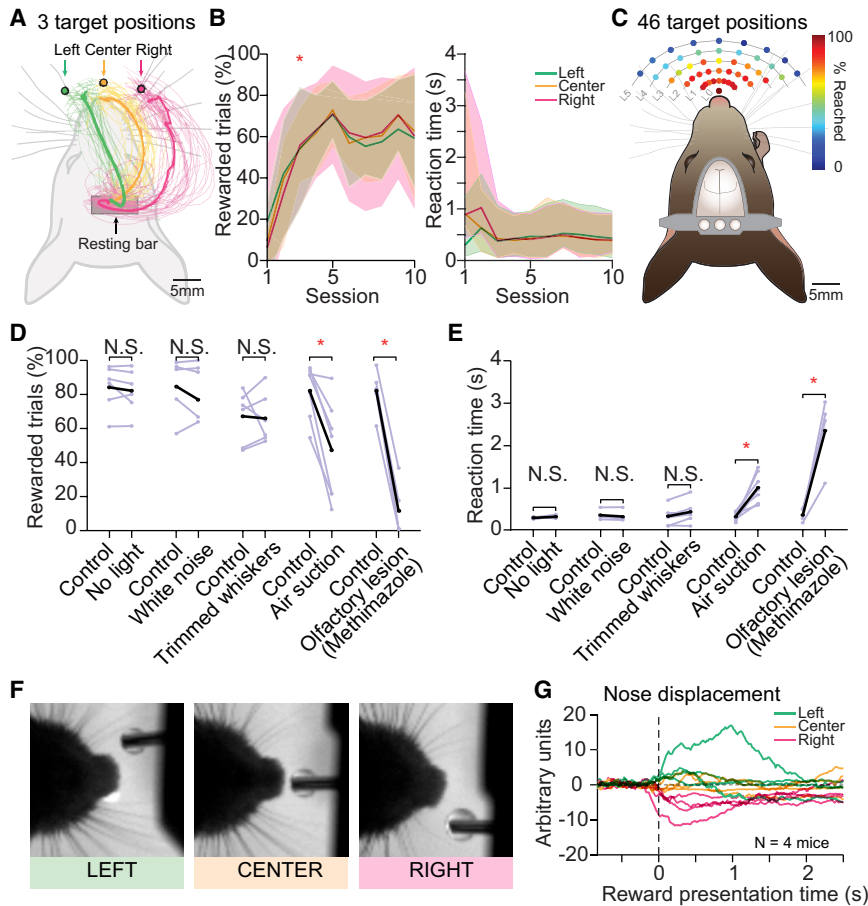 A 3 target positions
Left Center Right
Resting bar
5mm
B
Rewarded trials (%)
100
80
60
40
20
0
1 5 10
Session
*
Reaction time (s)
4
3
2
1
0
1 5 10
Session
Left
Center
Right
C 46 target positions
L5 L4 L3 L2 L1
100
% Reached
0
5mm
D
Rewarded trials (%)
100
80
60
40
20
0
N.S. N.S. N.S. * *
Control
No light
Control
White noise
Control
Trimmed whiskers
Control
Air suction
Control
Olfactory lesion
(Methimazole)
E
Reaction time (s)
4
3
2
1
0
N.S. N.S. N.S. * *
Control
No light
Control
White noise
Control
Trimmed whiskers
Control
Air suction
Control
Olfactory lesion
(Methimazole)
F
LEFT CENTER RIGHT
G Nose displacement
Arbitrary units
20
10
0
-10
-20
Left
Center
Right
N = 4 mice
0 1 2
Reward presentation time (s)